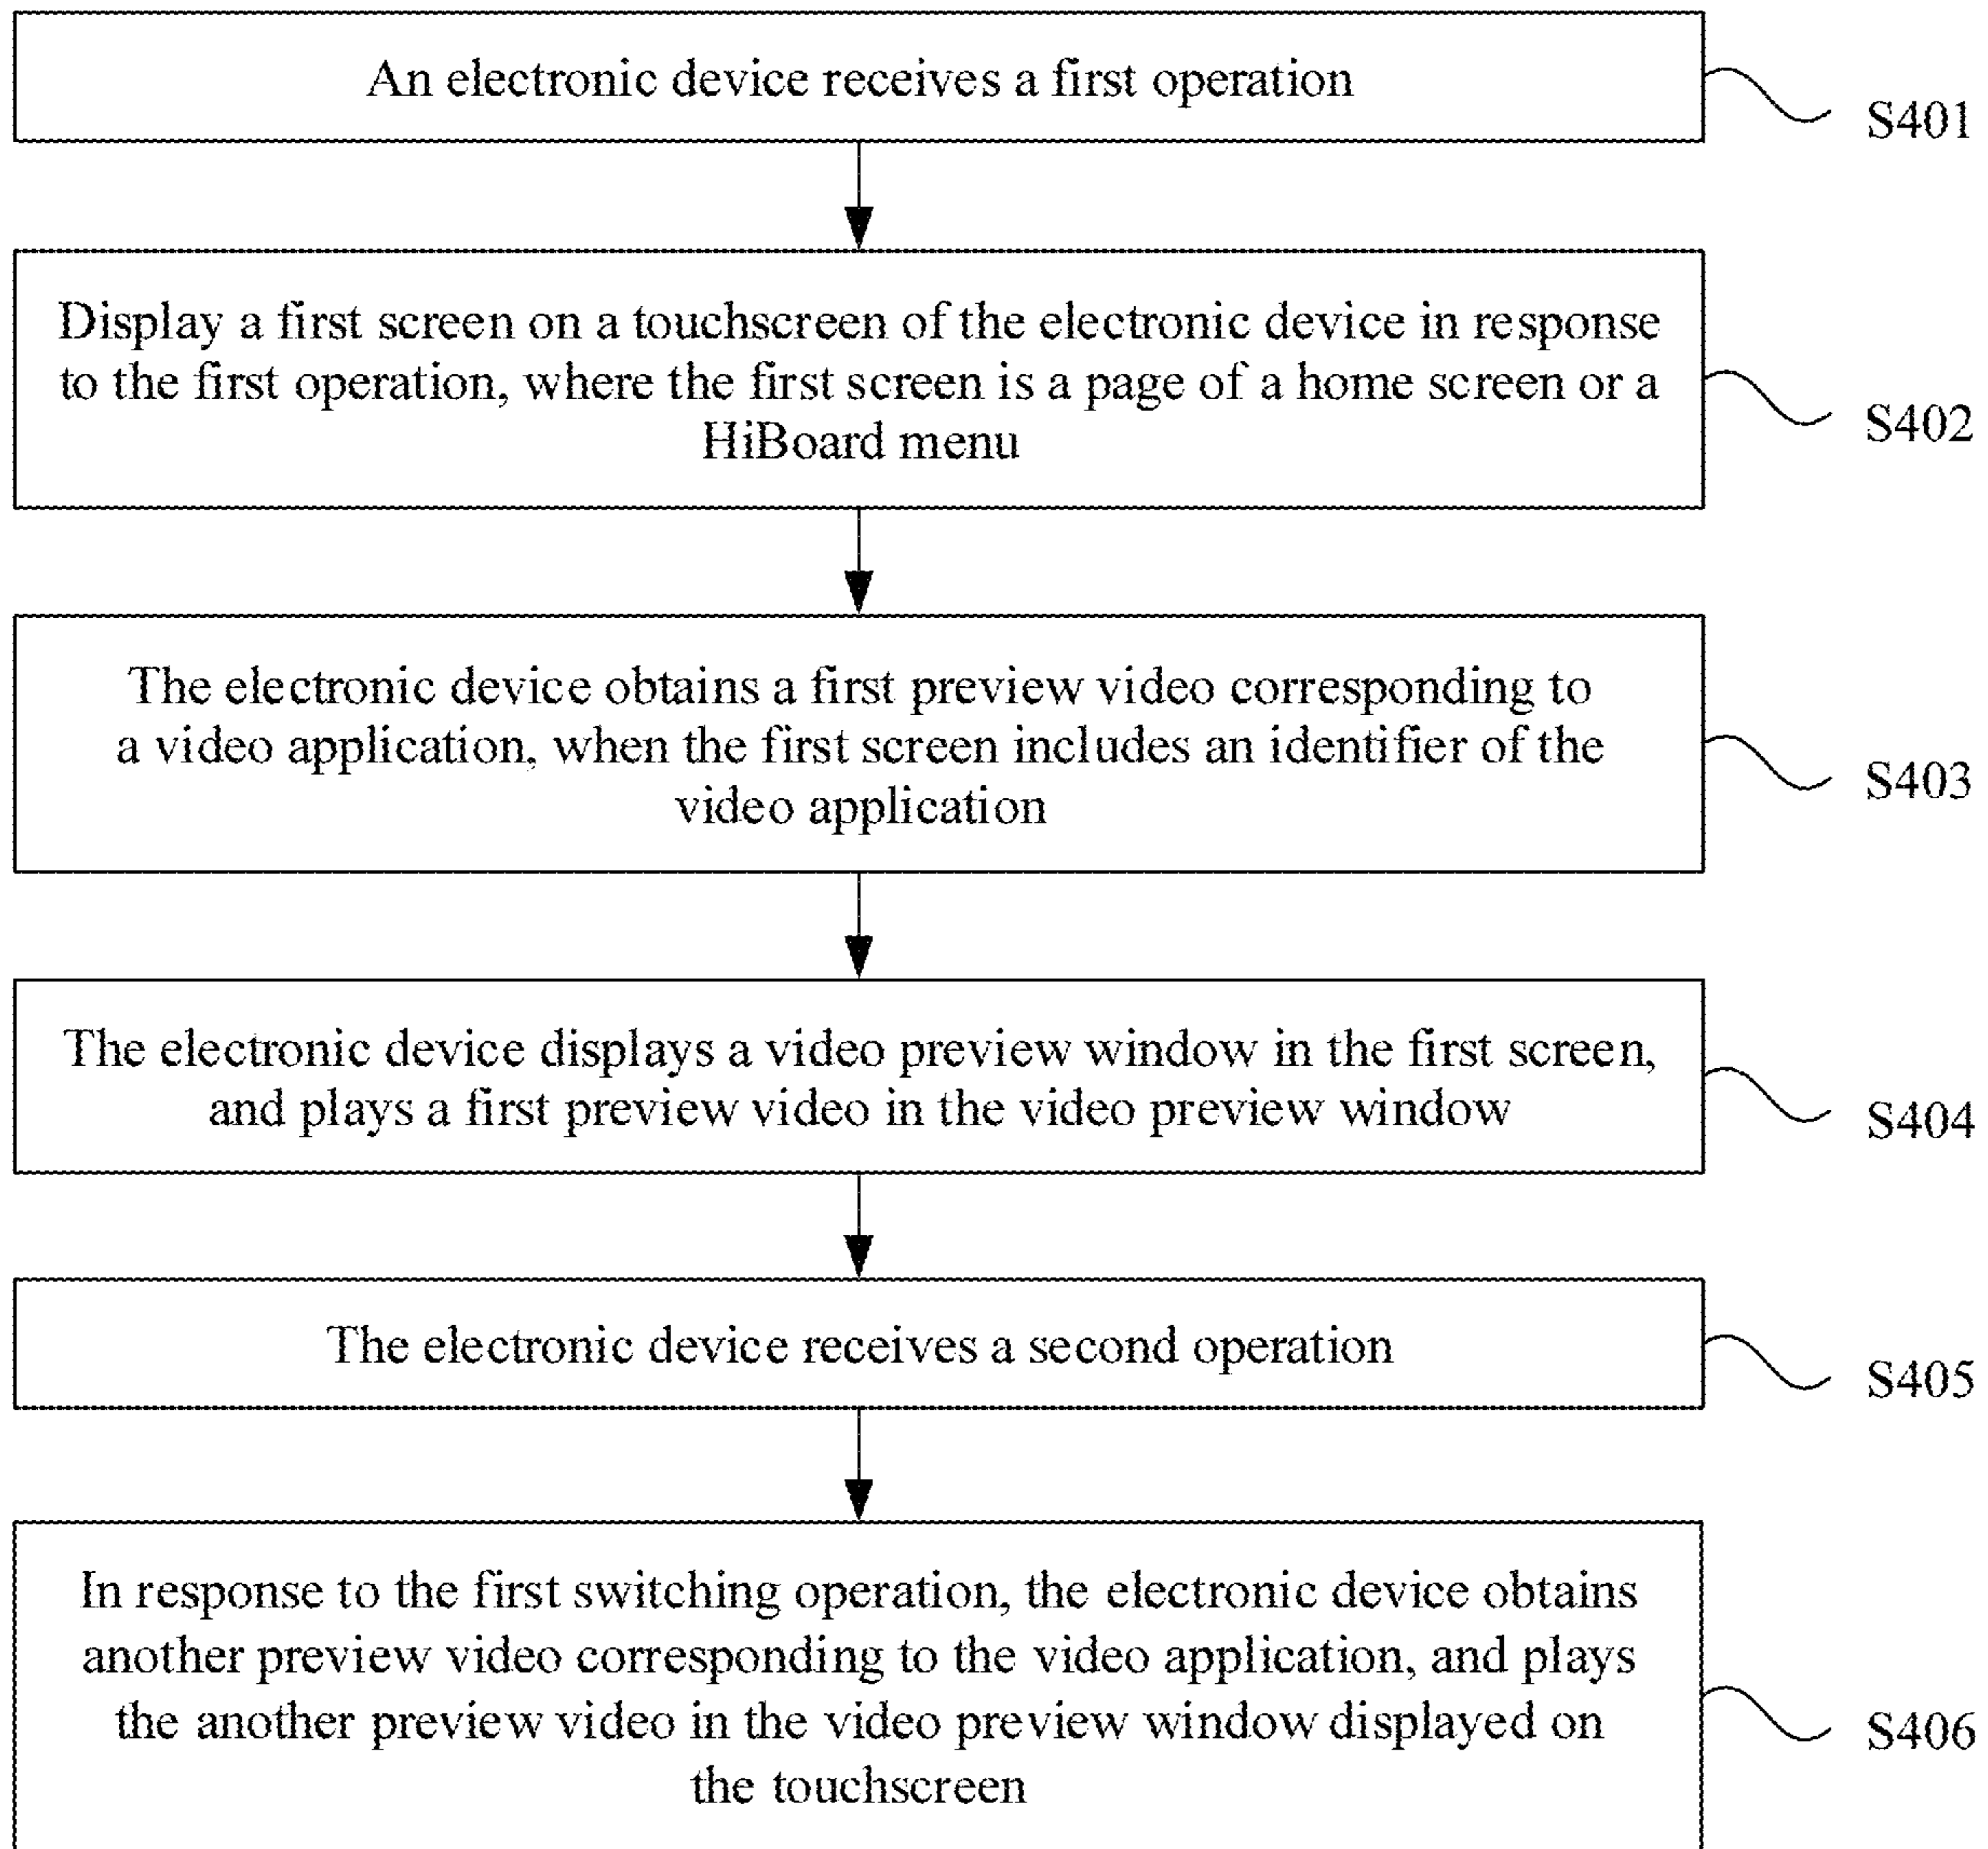 An electronic device receives a first operation
S401
Display a first screen on a touchscreen of the electronic device in response
to the first operation, where the first screen is a page of a home screen or a
HiBoard menu
S402
The electronic device obtains a first preview video corresponding to
a video application, when the first screen includes an identifier of the
video application
S403
The electronic device displays a video preview window in the first screen,
and plays a first preview video in the video preview window
S404
The electronic device receives a second operation
S405
In response to the first switching operation, the electronic device obtains
another preview video corresponding to the video application, and plays
the another preview video in the video preview window displayed on
the touchscreen
S406